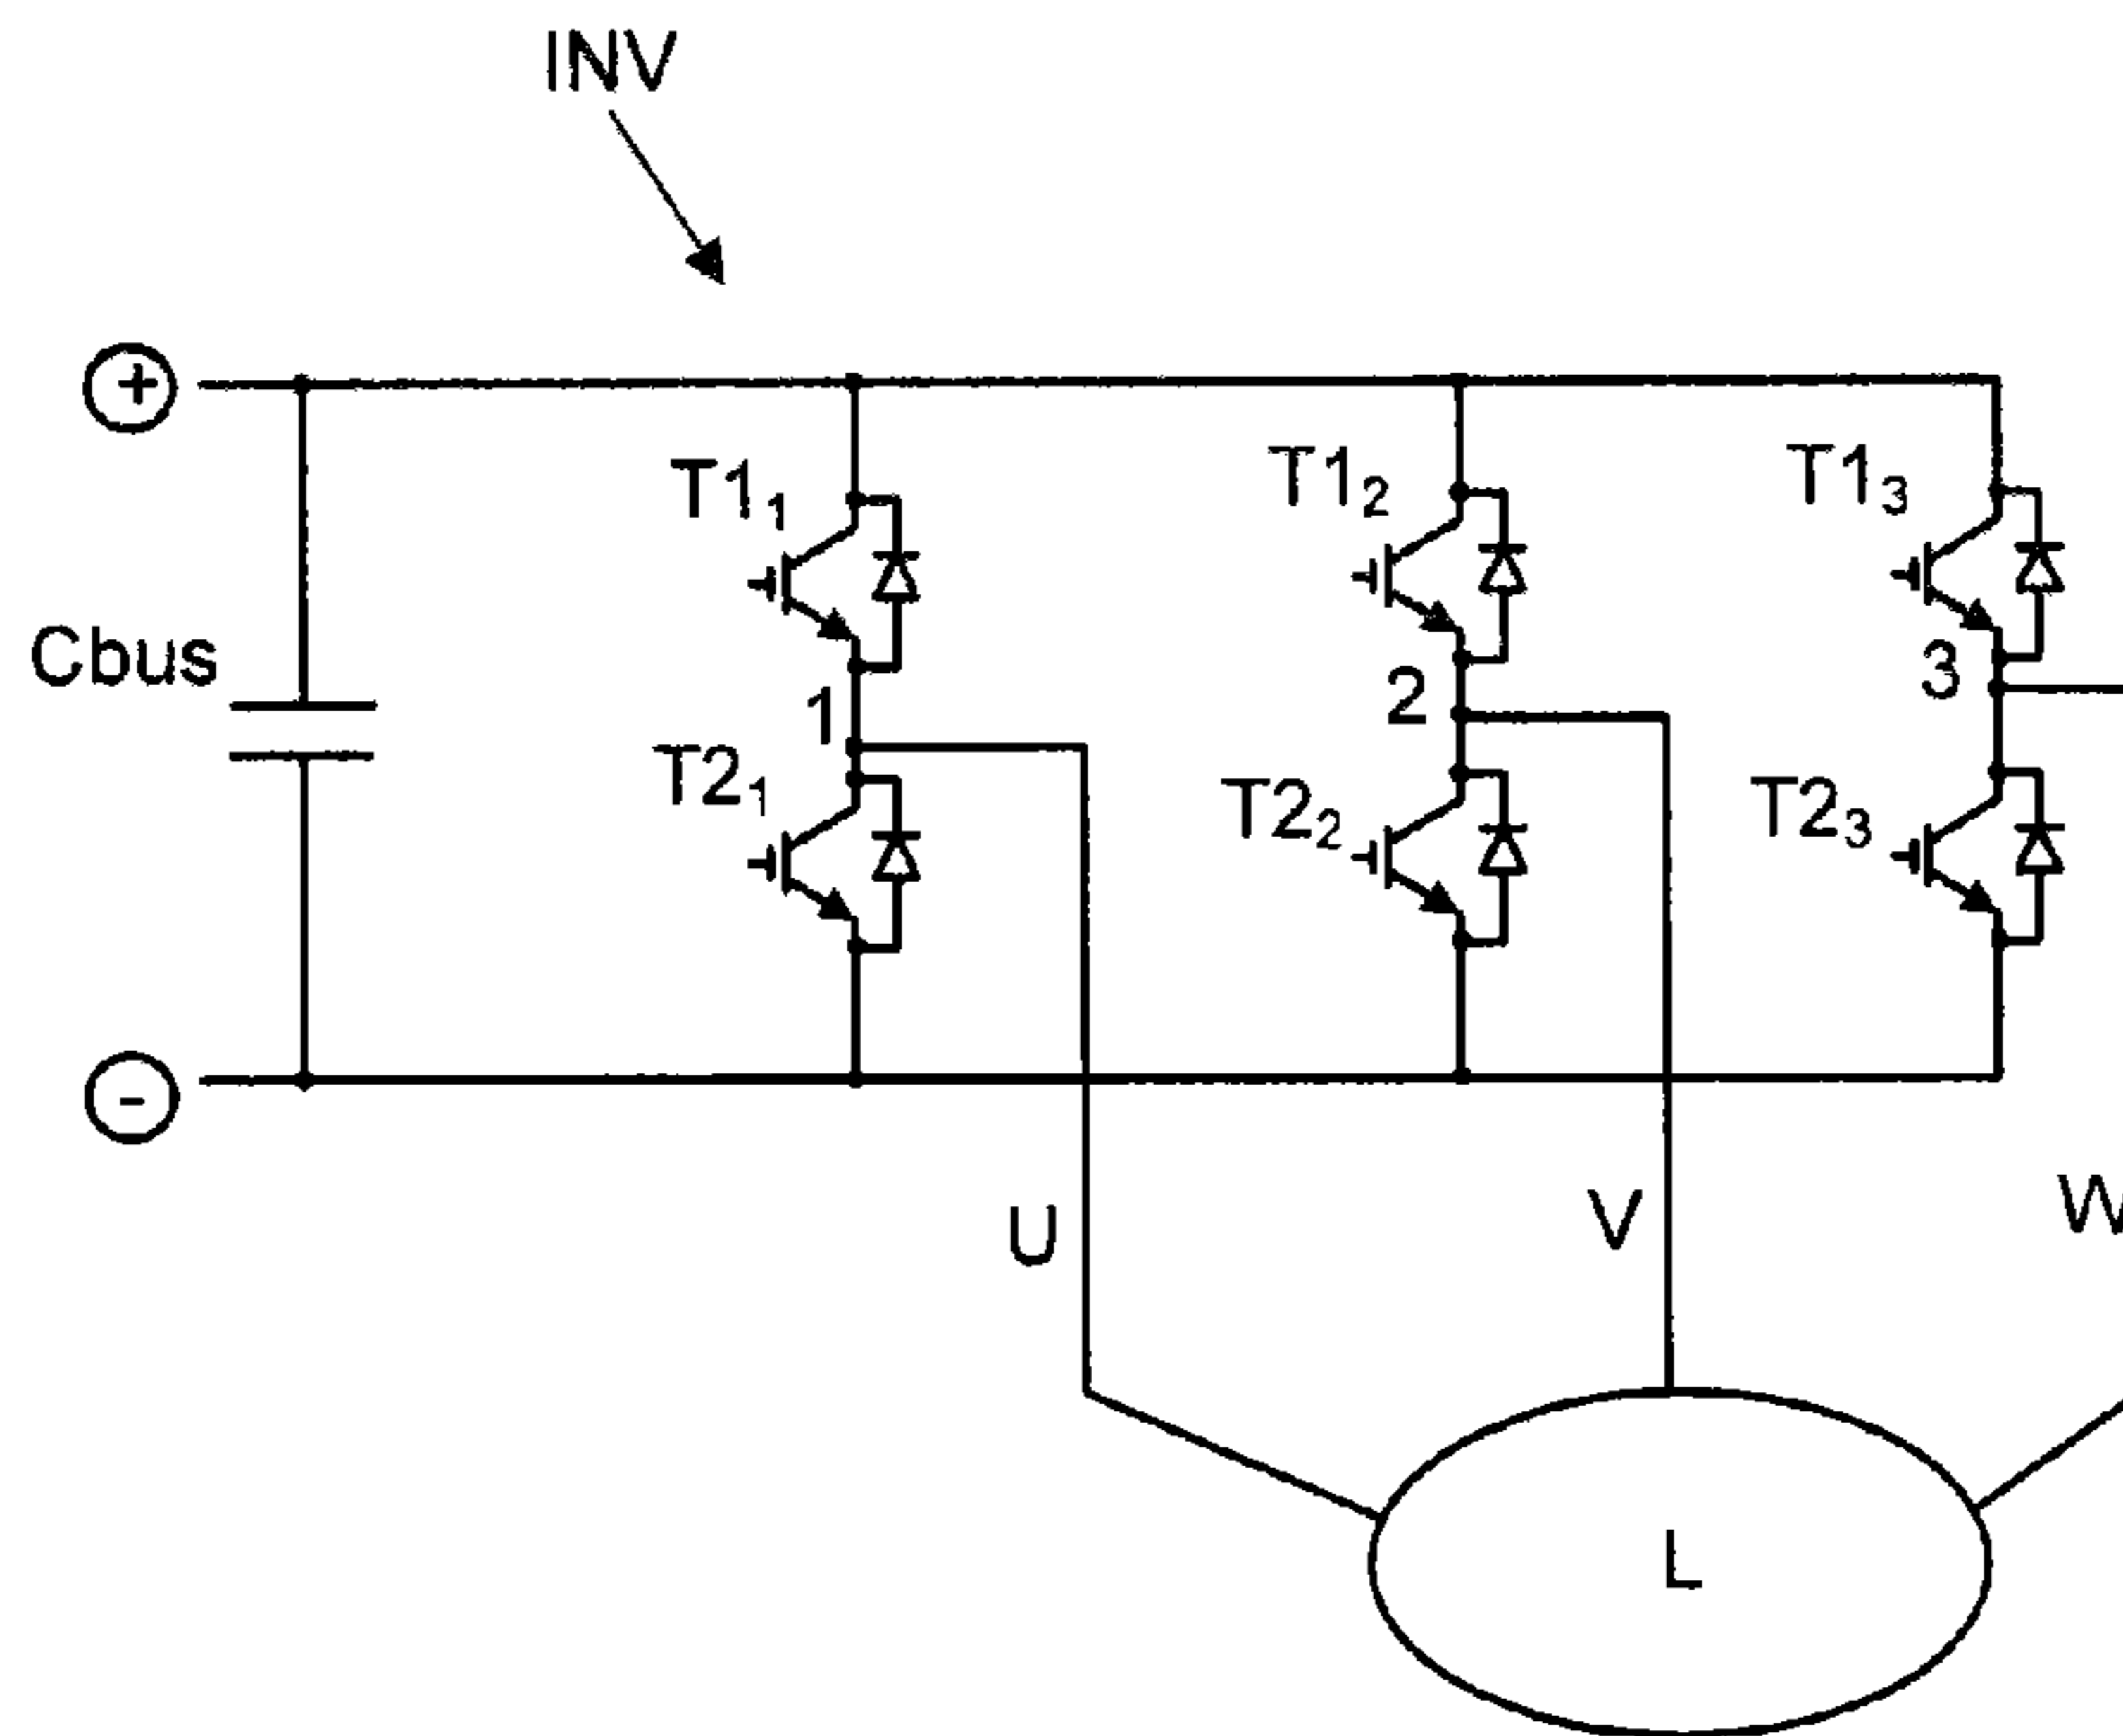 INV
+
T1₁
T1₂
T1₃
Cbus
1
2
3
T2₁
T2₂
T2₃
-
U
V
W
L